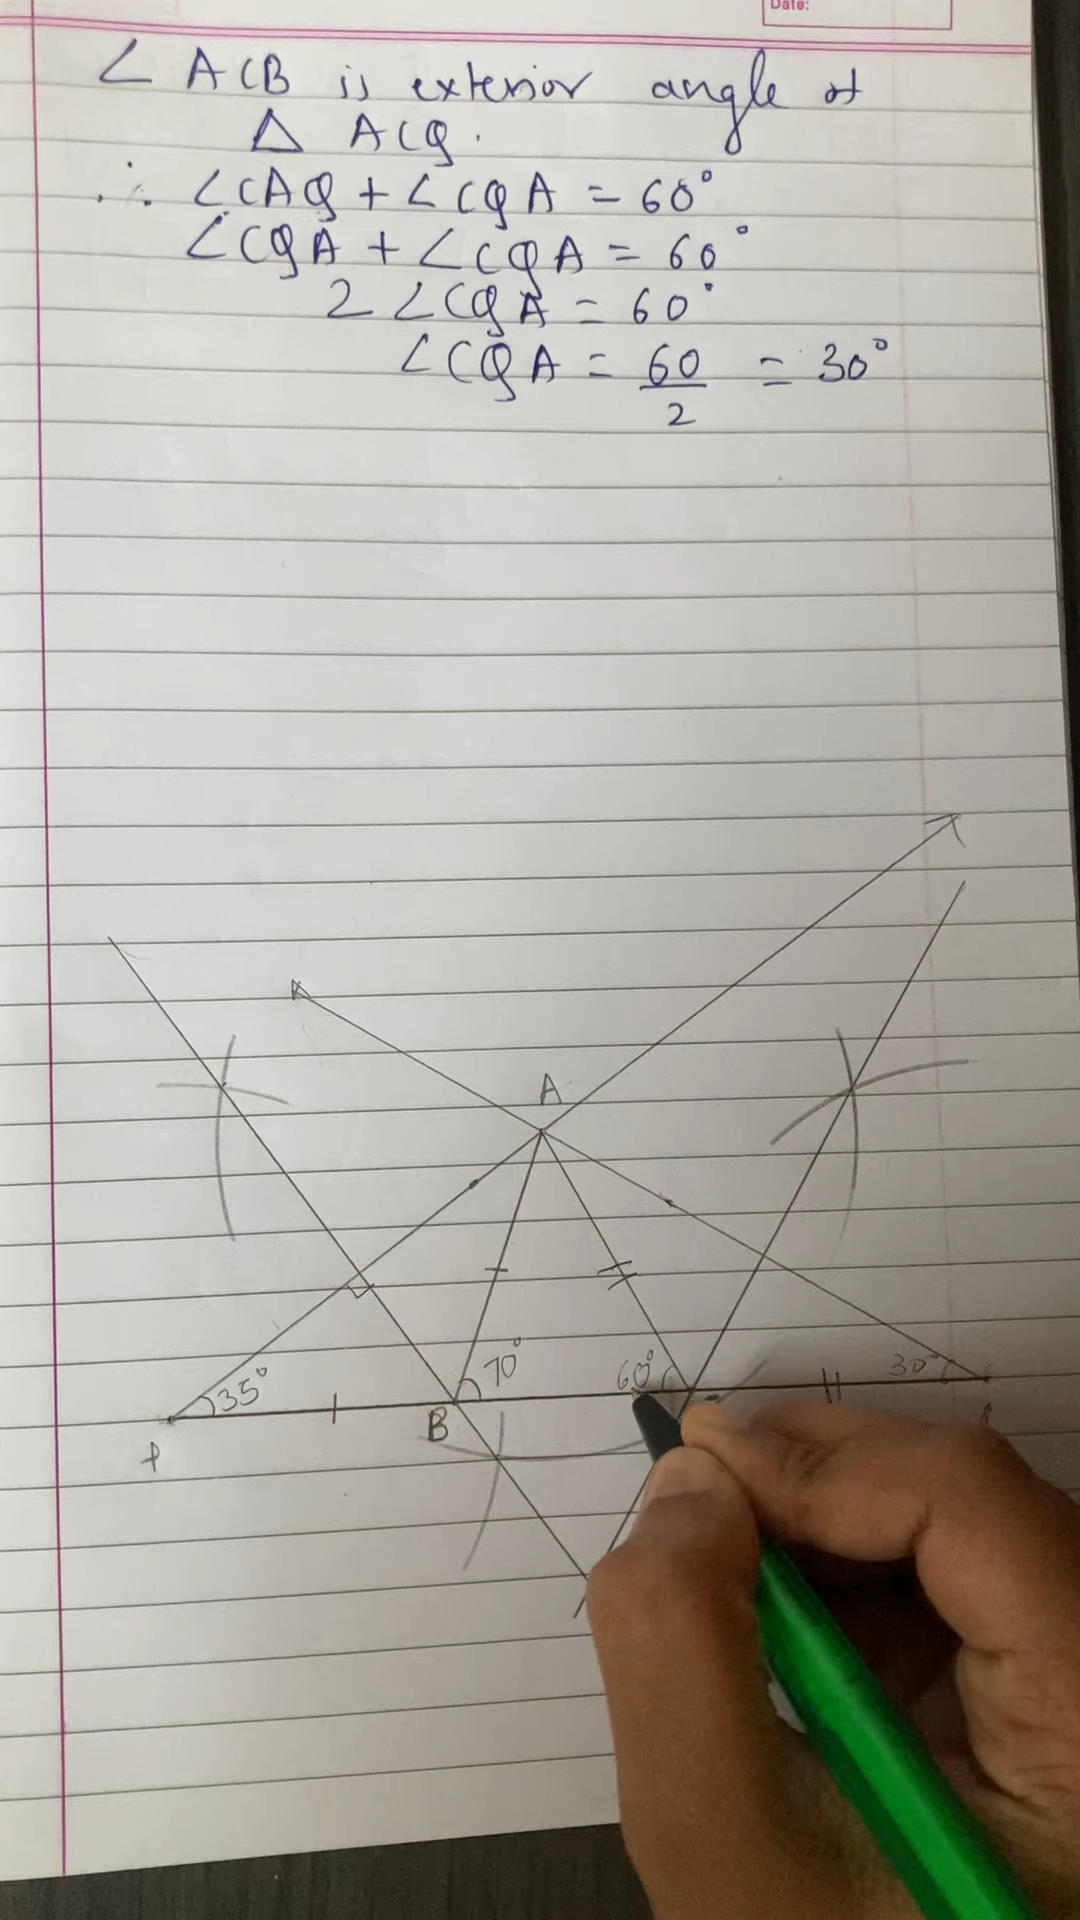 Date:
∠ ACB is exterior angle of
Δ ACQ.
∴ ∠CAQ + ∠CQA = 60°
∠CQA + ∠CQA = 60°
2 ∠CQA = 60°
∠CQA = 60/2 = 30°
A
35°
70°
60°
30°
B
P